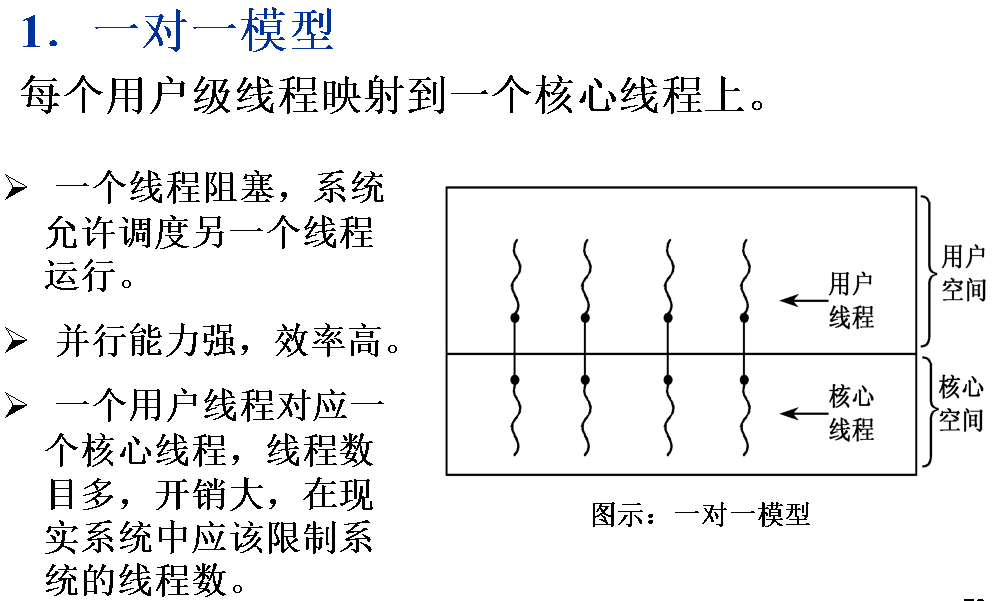 1．一对一模型
每个用户级线程映射到一个核心线程上。
➢ 一个线程阻塞，系统
允许调度另一个线程
运行。
➢ 并行能力强，效率高。
➢ 一个用户线程对应一
个核心线程，线程数
目多，开销大，在现
实系统中应该限制系
统的线程数。
用户
线程
用户
空间
核心
线程
核心
空间
图示：一对一模型